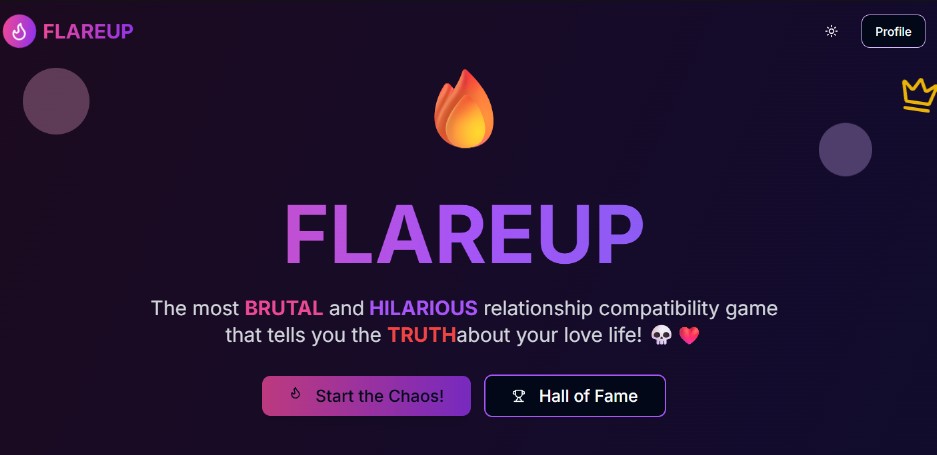 FLAREUP
Profile
FLAREUP
The most BRUTAL and HILARIOUS relationship compatibility game
that tells you the TRUTHabout your love life! 💀 ❤️
Start the Chaos!
Hall of Fame